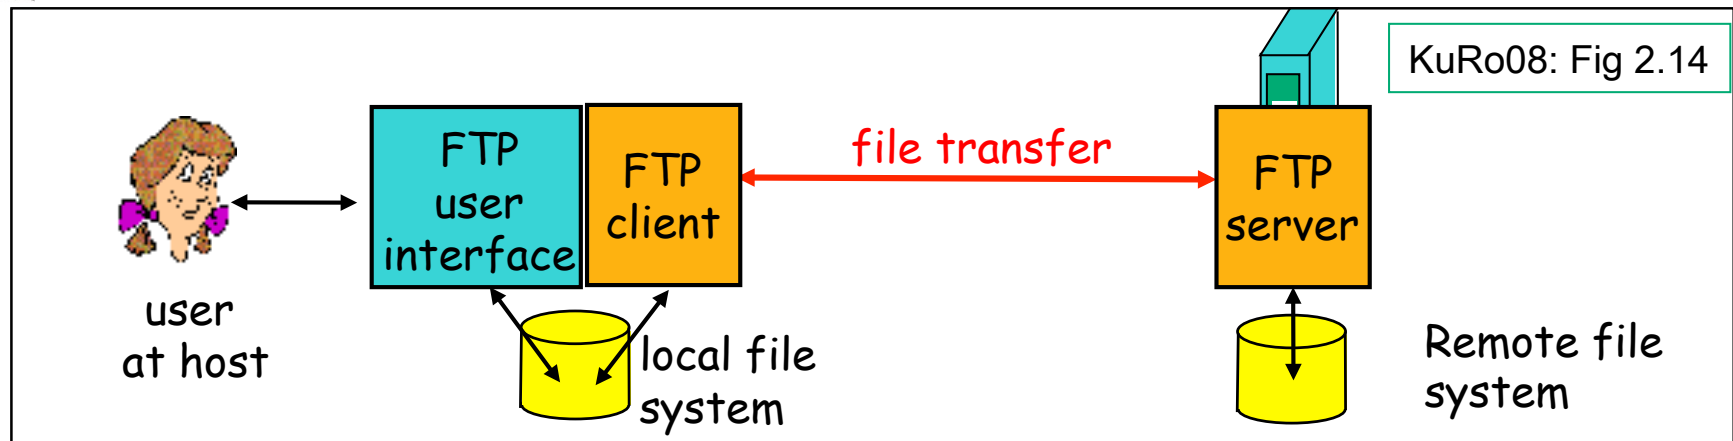 KuRo08: Fig 2.14
FTP
user
interface
FTP
client
file transfer
FTP
server
user
at host
local file
system
Remote file
system